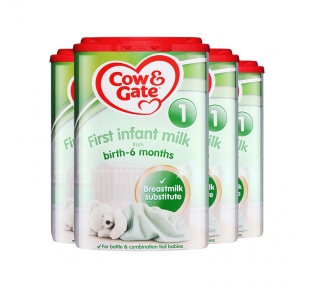 Cow &
Gate
1
First infant milk
from
birth-6 months
Breastmilk
substitute
✓For bottle & combination fed babies